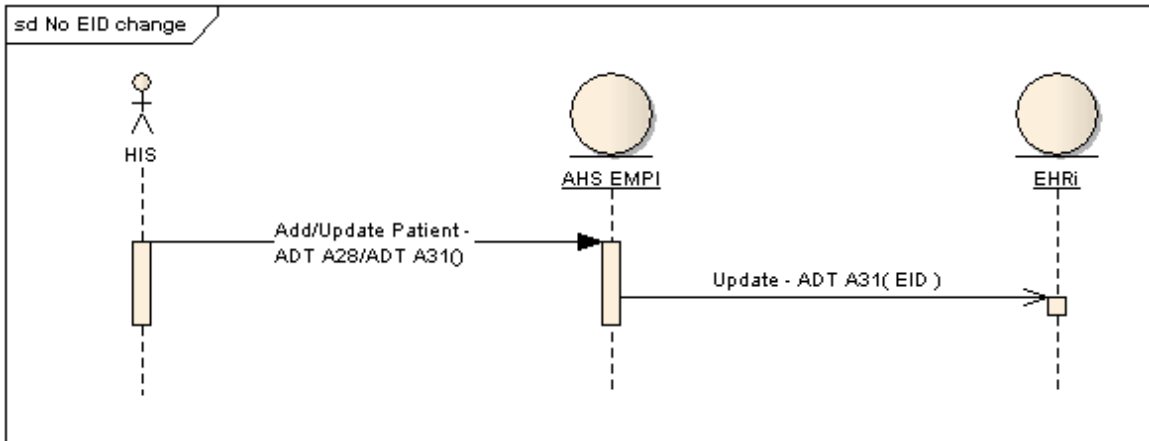 sd No EID change
HIS
AHS EMPI
EHRi
Add/Update Patient -
ADT A28/ADT A31()
Update - ADT A31( EID )